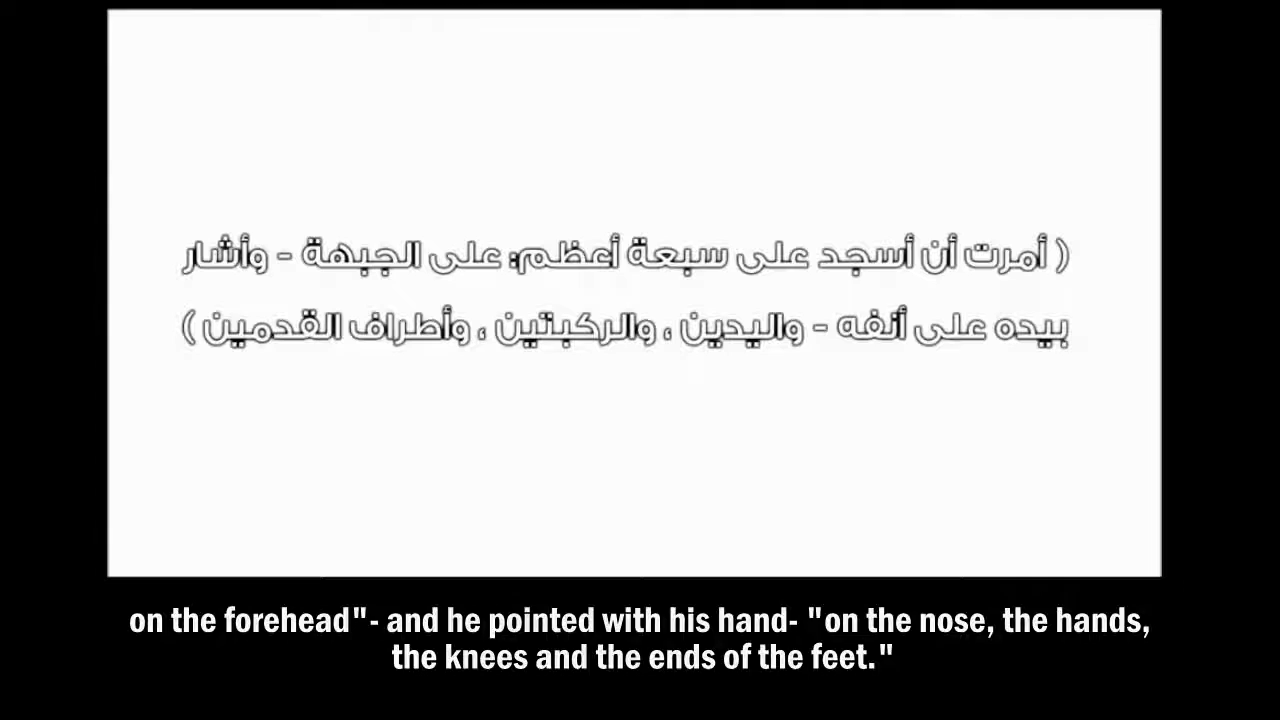 ( أمرت أن أسجد على سبعة أعظم: على الجبهة - وأشار
بيده على أنفه - واليدين ، والركبتين ، وأطراف القدمين )
on the forehead"- and he pointed with his hand- "on the nose, the hands,
the knees and the ends of the feet."